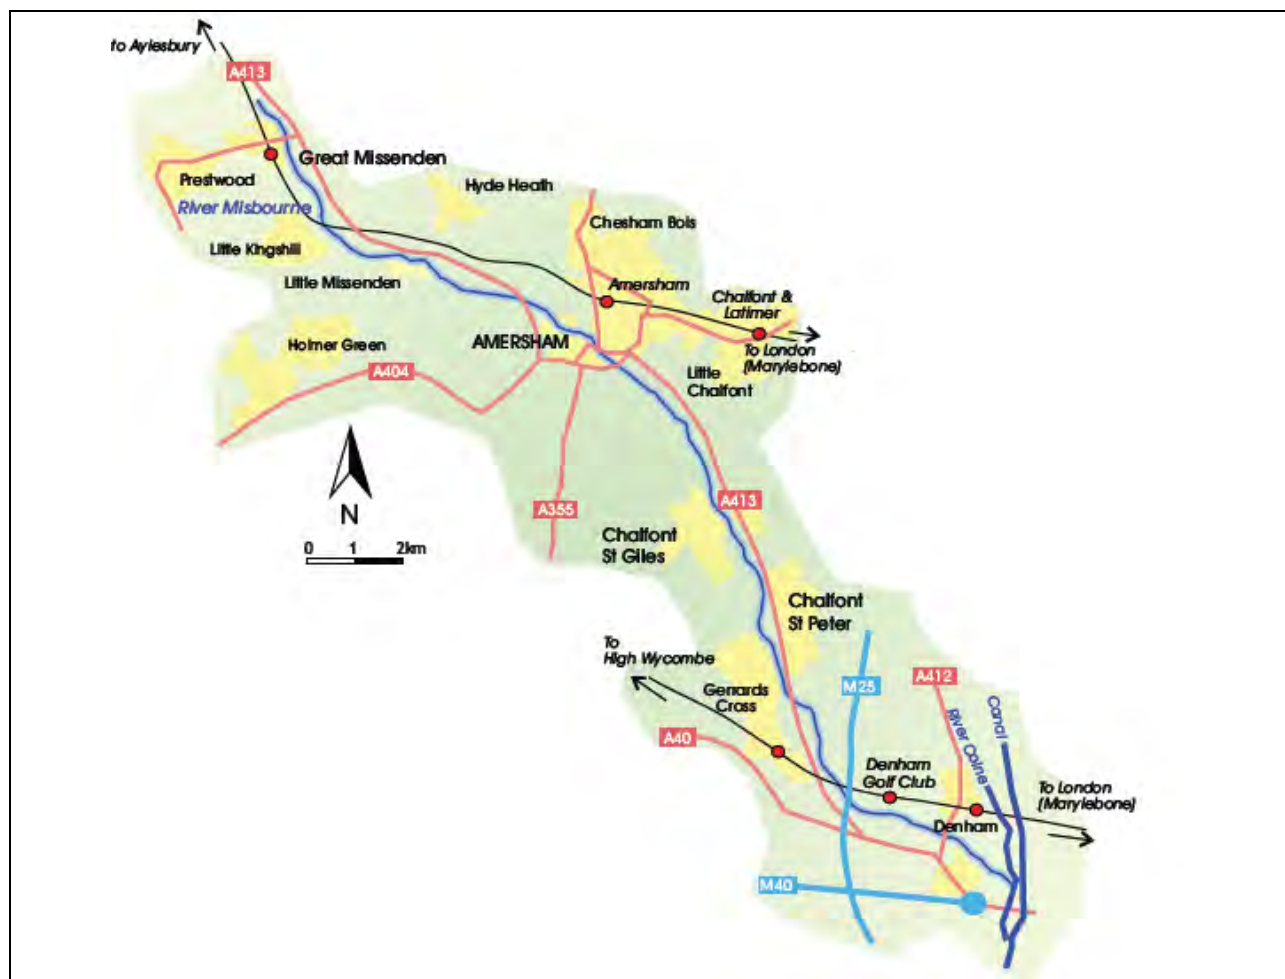 to Aylesbury
A413
Great Missenden
Prestwood
Hyde Heath
River Misbourne
Chesham Bois
Little Kingshill
Little Missenden
Amersham
Chalfont &
Latimer
Holmer Green
AMERSHAM
To London
(Marylebone)
A404
Little
Chalfont
N
A355
A413
Chalfont
St Giles
0 1 2km
Chalfont
St Peter
To
High Wycombe
M25
A412
Gerrards
Cross
River Colne
Canal
A40
Denham
Golf Club
To London
(Marylebone)
Denham
M40